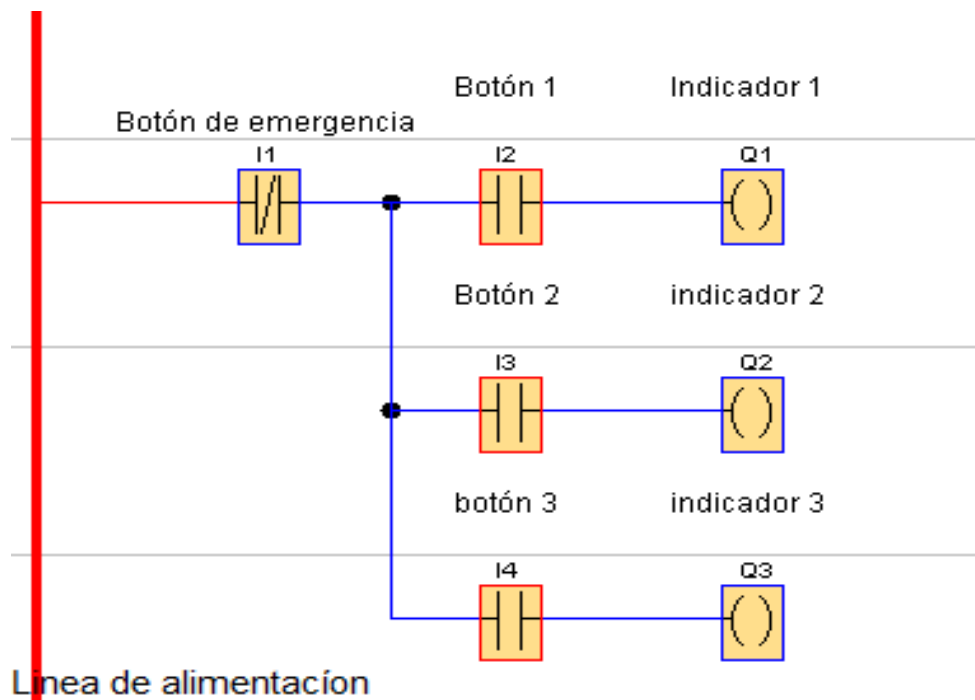 Botón 1 Indicador 1
Botón de emergencia
I1 I2 Q1
Botón 2 indicador 2
I3 Q2
botón 3 indicador 3
I4 Q3
Linea de alimentacíon